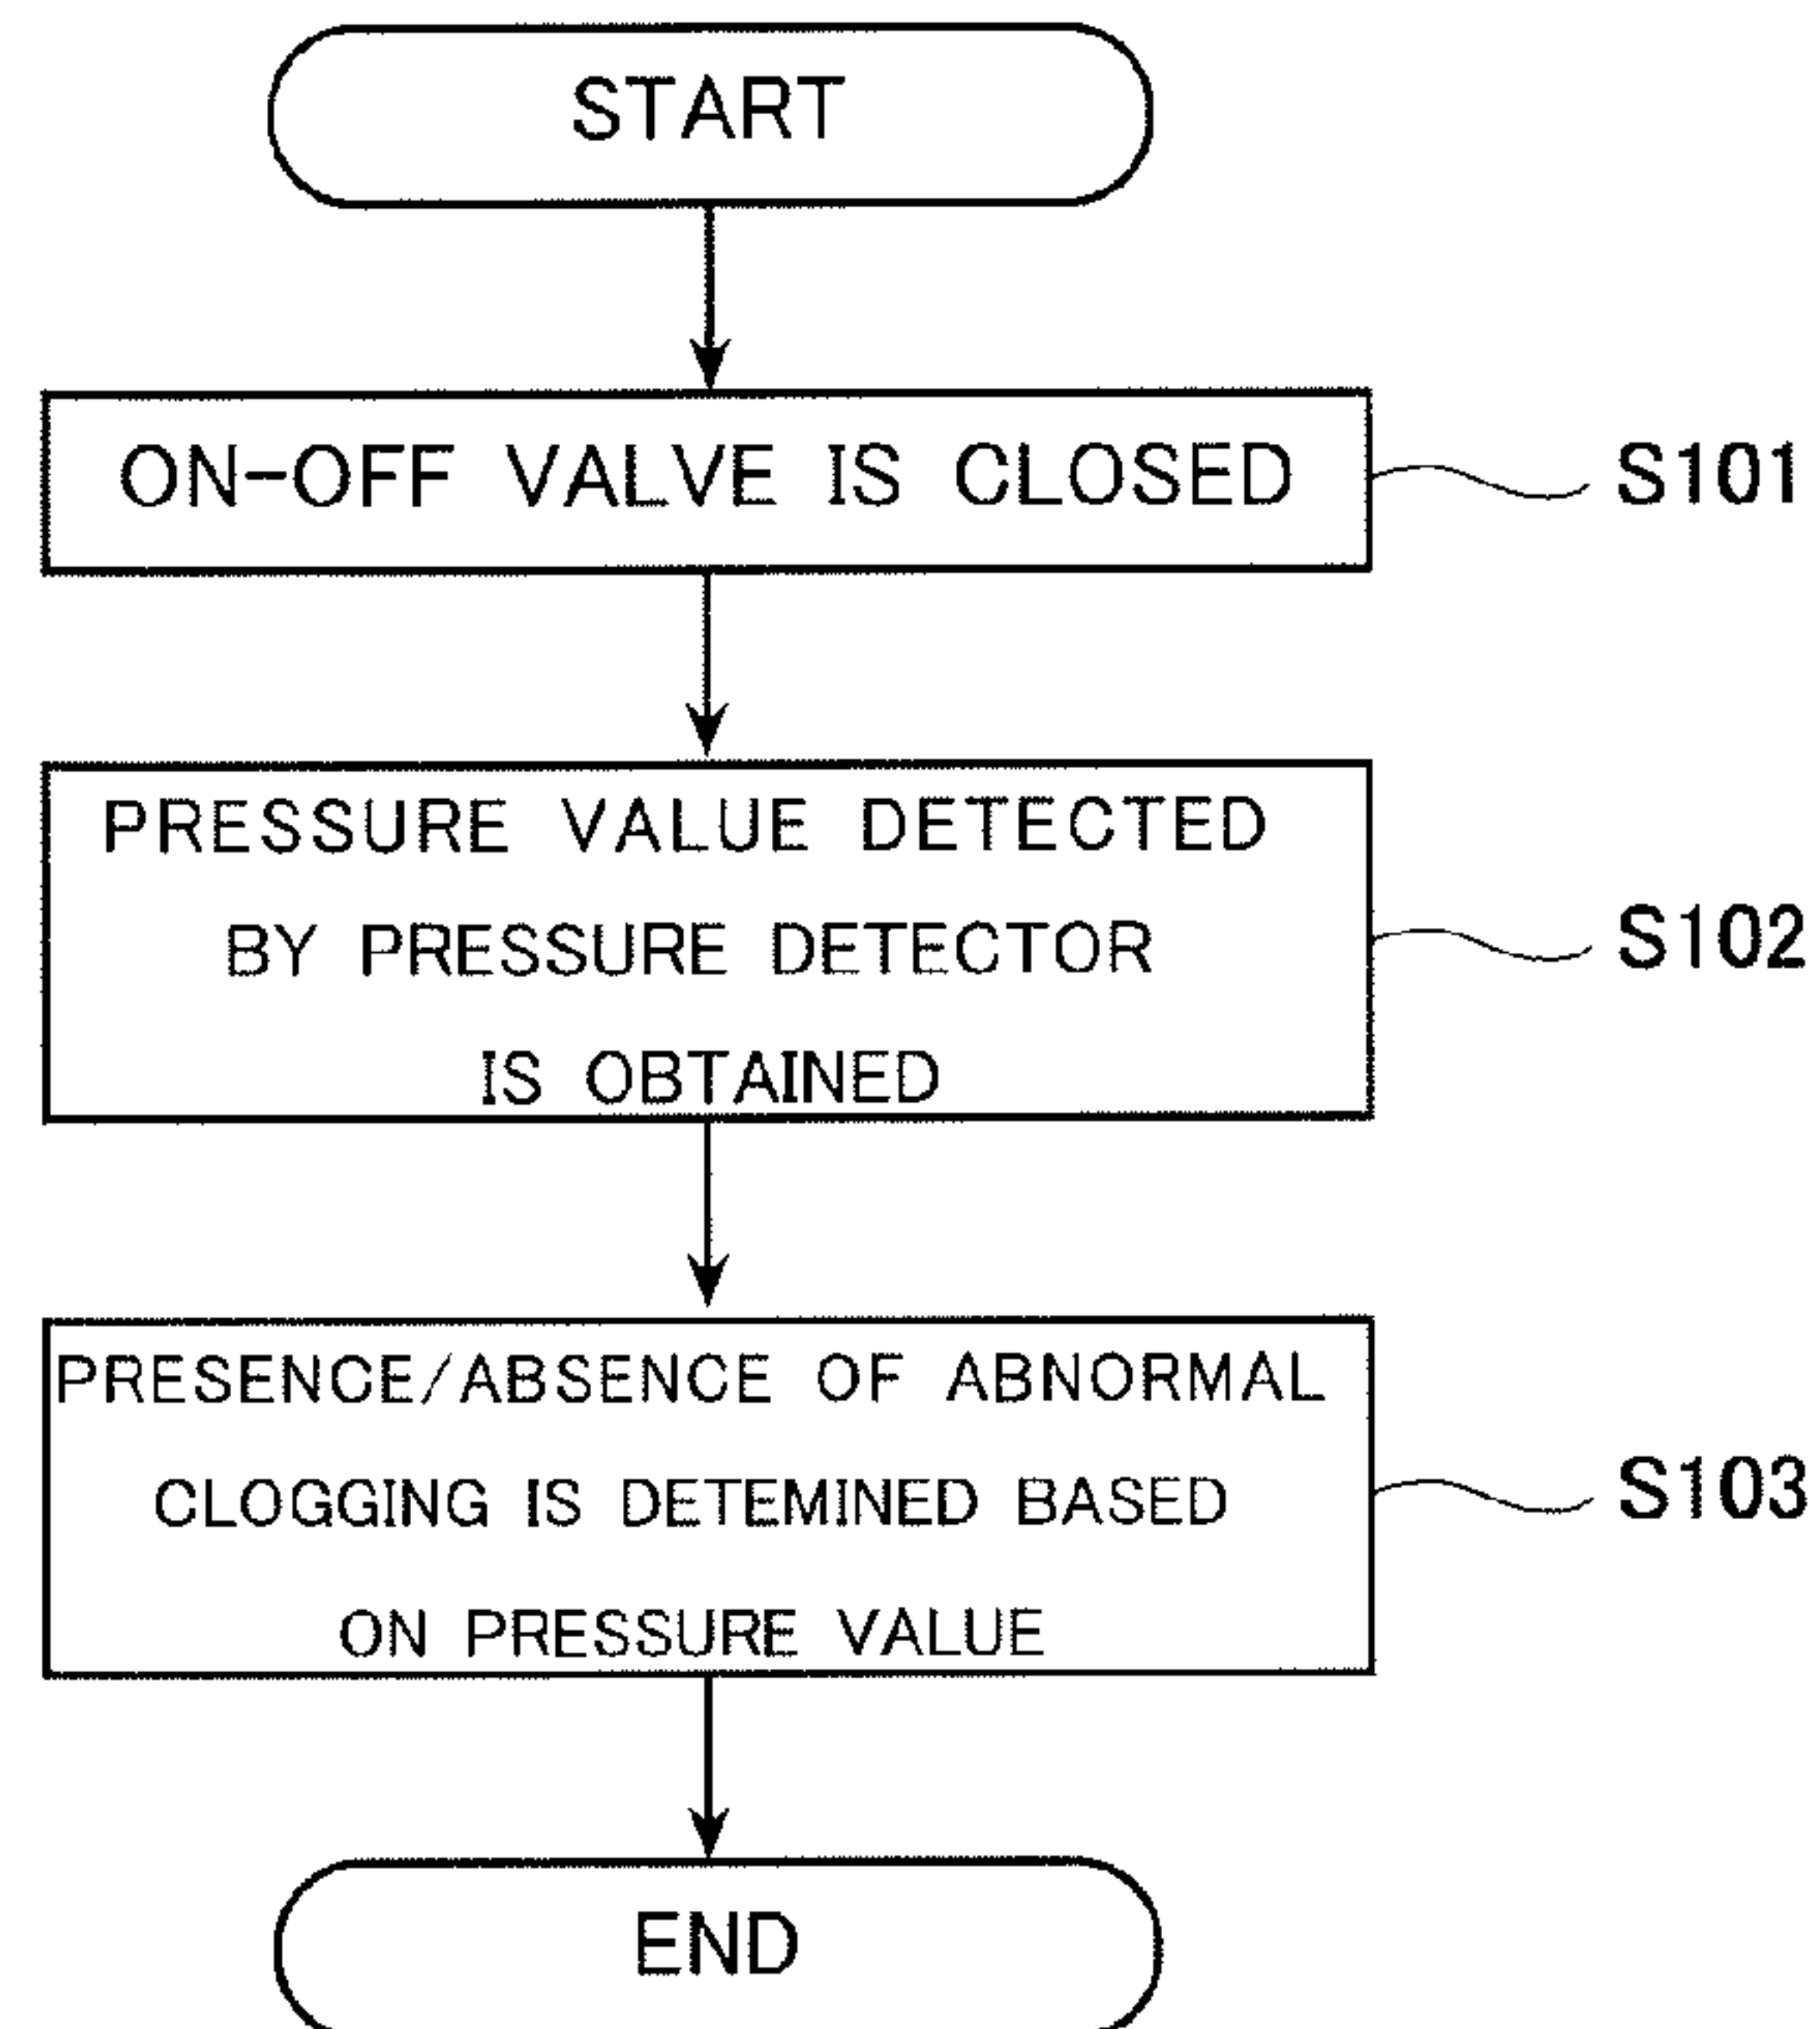 START
ON-OFF VALVE IS CLOSED
S101
PRESSURE VALUE DETECTED
BY PRESSURE DETECTOR
IS OBTAINED
S102
PRESENCE/ABSENCE OF ABNORMAL
CLOGGING IS DETEMINED BASED
ON PRESSURE VALUE
S103
END